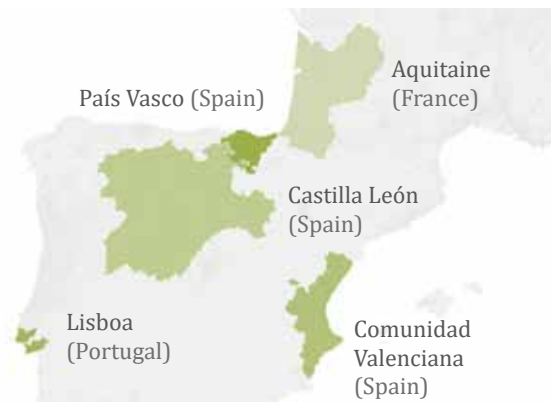 Aquitaine
(France)
País Vasco (Spain)
Castilla León
(Spain)
Lisboa
(Portugal)
Comunidad
Valenciana
(Spain)